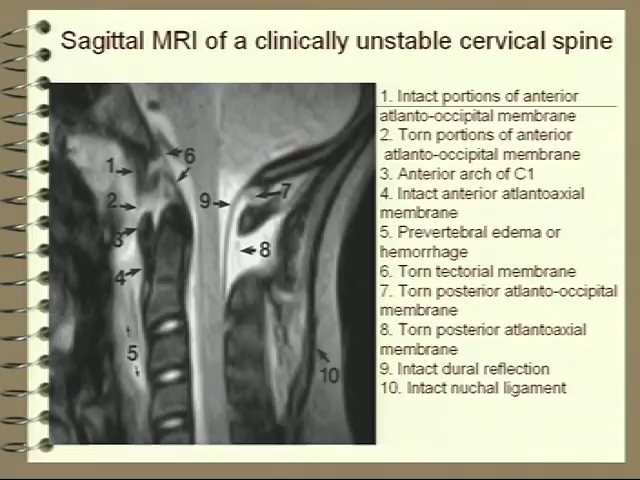 Sagittal MRI of a clinically unstable cervical spine
1. Intact portions of anterior
atlanto-occipital membrane
2. Torn portions of anterior
atlanto-occipital membrane
3. Anterior arch of C1
4. Intact anterior atlantoaxial
membrane
5. Prevertebral edema or
hemorrhage
6. Torn tectorial membrane
7. Torn posterior atlanto-occipital
membrane
8. Torn posterior atlantoaxial
membrane
9. Intact dural reflection
10. Intact nuchal ligament
1
6
2
9
7
3
8
4
5
10